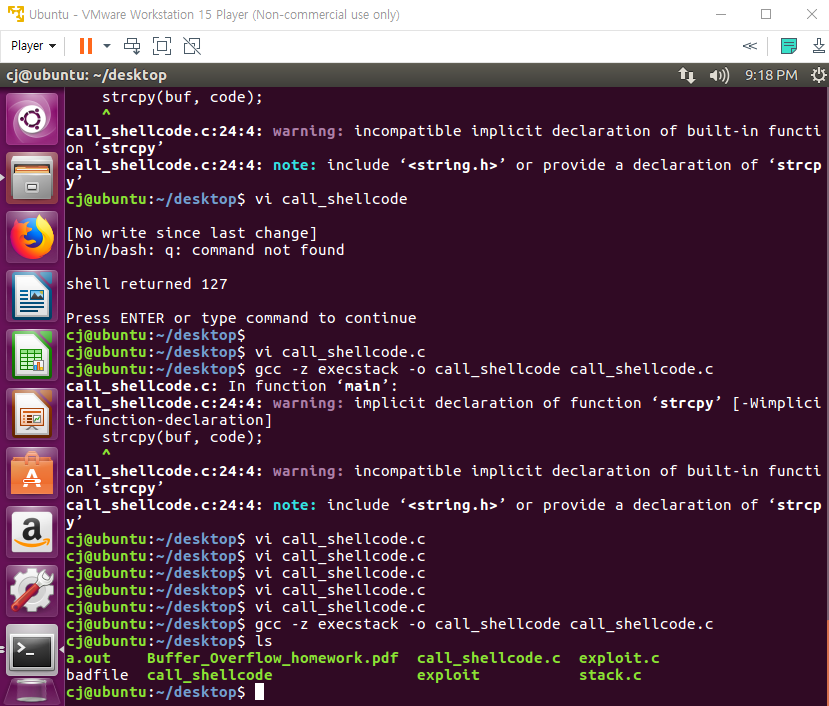 Ubuntu - VMware Workstation 15 Player (Non-commercial use only)
Player
cj@ubuntu: ~/desktop
9:18 PM
strcpy(buf, code);
^
call_shellcode.c:24:4: warning: incompatible implicit declaration of built-in functi
on ‘strcpy’
call_shellcode.c:24:4: note: include ‘<string.h>’ or provide a declaration of ‘strcp
y’
cj@ubuntu:~/desktop$ vi call_shellcode
[No write since last change]
/bin/bash: q: command not found
shell returned 127
Press ENTER or type command to continue
cj@ubuntu:~/desktop$
cj@ubuntu:~/desktop$ vi call_shellcode.c
cj@ubuntu:~/desktop$ gcc -z execstack -o call_shellcode call_shellcode.c
call_shellcode.c: In function ‘main’:
call_shellcode.c:24:4: warning: implicit declaration of function ‘strcpy’ [-Wimplici
t-function-declaration]
strcpy(buf, code);
^
call_shellcode.c:24:4: warning: incompatible implicit declaration of built-in functi
on ‘strcpy’
call_shellcode.c:24:4: note: include ‘<string.h>’ or provide a declaration of ‘strcp
y’
cj@ubuntu:~/desktop$ vi call_shellcode.c
cj@ubuntu:~/desktop$ vi call_shellcode.c
cj@ubuntu:~/desktop$ vi call_shellcode.c
cj@ubuntu:~/desktop$ vi call_shellcode.c
cj@ubuntu:~/desktop$ vi call_shellcode.c
cj@ubuntu:~/desktop$ gcc -z execstack -o call_shellcode call_shellcode.c
cj@ubuntu:~/desktop$ ls
a.out Buffer_Overflow_homework.pdf call_shellcode.c exploit.c
badfile call_shellcode exploit stack.c
cj@ubuntu:~/desktop$